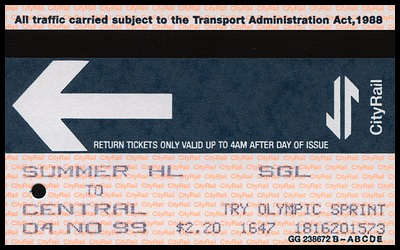 All traffic carried subject to the Transport Administration Act,1988
CityRail
RETURN TICKETS ONLY VALID UP TO 4AM AFTER DAY OF ISSUE
SUMMER HL SGL
TO
CENTRAL TRY OLYMPIC SPRINT
04 NO 99 $2.20 1647 1816201573
GG 238672 B - ABCDE